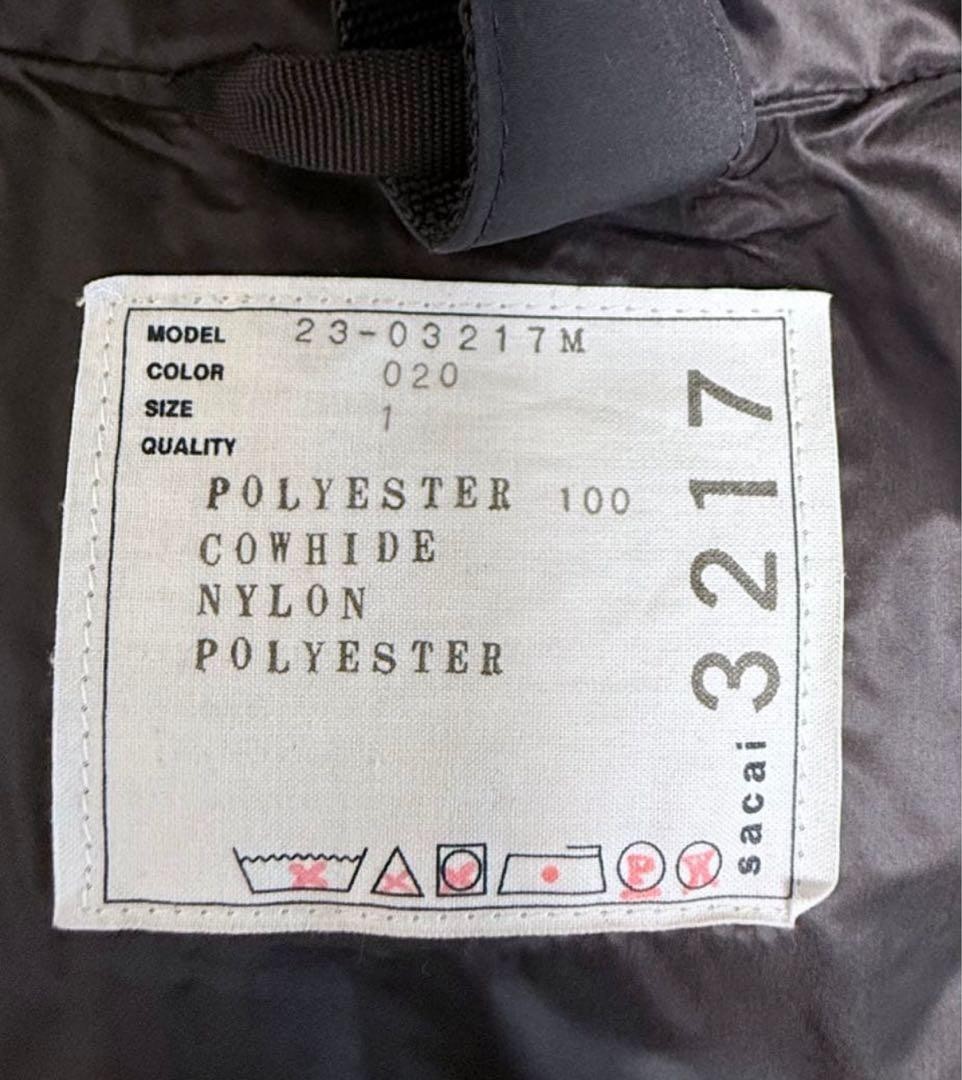 MODEL 23-03217M
COLOR 020
SIZE 1
QUALITY
POLYESTER 100
COWHIDE
NYLON
POLYESTER
P
sacai 3217